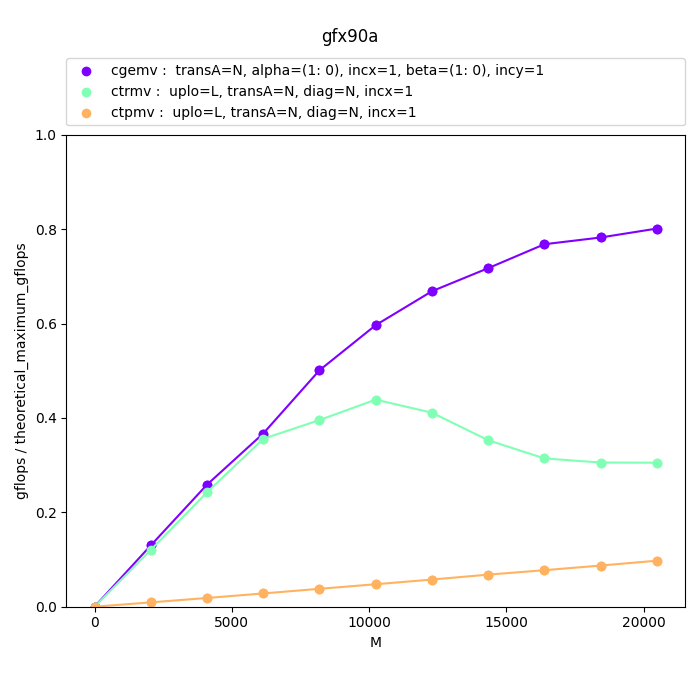 gfx90a
cgemv :  transA=N, alpha=(1: 0), incx=1, beta=(1: 0), incy=1
ctrmv :  uplo=L, transA=N, diag=N, incx=1
ctpmv :  uplo=L, transA=N, diag=N, incx=1
1.0
0.8
0.6
0.4
0.2
0.0
gflops / theoretical_maximum_gflops
0 5000 10000 15000 20000
M